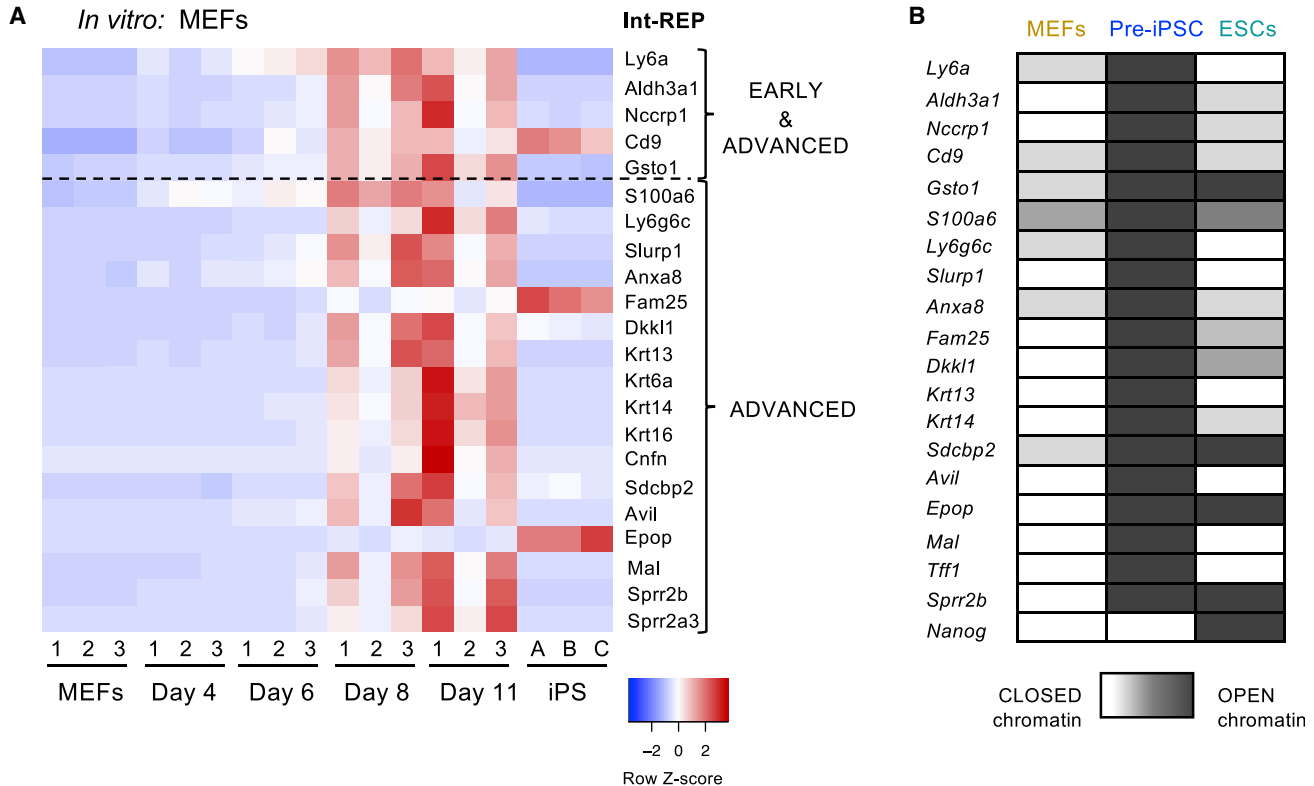 A
In vitro: MEFs
Int-REP
Ly6a
Aldh3a1
Nccrp1
Cd9
Gsto1
S100a6
Ly6g6c
Slurp1
Anxa8
Fam25
Dkkl1
Krt13
Krt6a
Krt14
Krt16
Cnfn
Sdcbp2
Avil
Epop
Mal
Sprr2b
Sprr2a3
EARLY
&
ADVANCED
ADVANCED
1 2 3 1 2 3 1 2 3 1 2 3 1 2 3 A B C
MEFs Day 4 Day 6 Day 8 Day 11 iPS
−2 0 2
Row Z-score
B
MEFs Pre-iPSC ESCs
Ly6a
Aldh3a1
Nccrp1
Cd9
Gsto1
S100a6
Ly6g6c
Slurp1
Anxa8
Fam25
Dkkl1
Krt13
Krt14
Sdcbp2
Avil
Epop
Mal
Tff1
Sprr2b
Nanog
CLOSED
chromatin
OPEN
chromatin